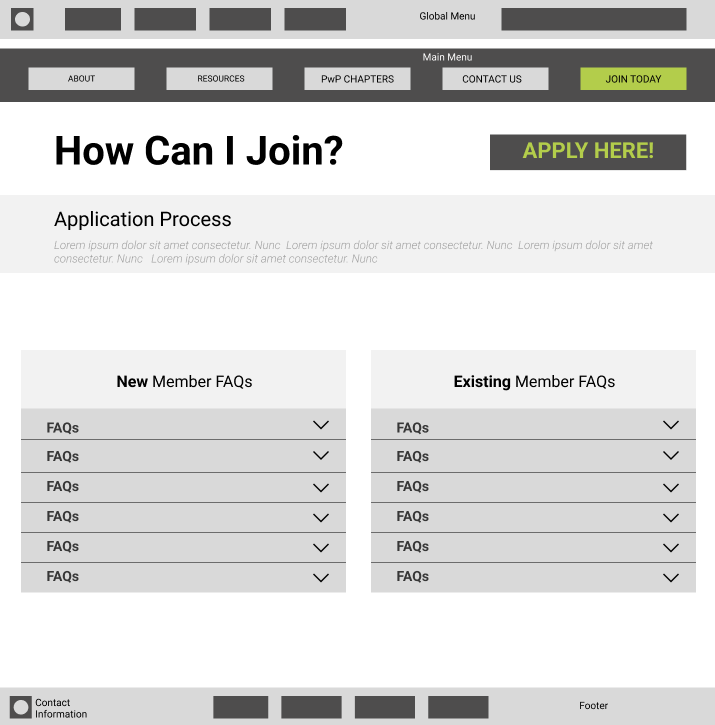 Global Menu
Main Menu
ABOUT
RESOURCES
PwP CHAPTERS
CONTACT US
JOIN TODAY
How Can I Join?
APPLY HERE!
Application Process
Lorem ipsum dolor sit amet consectetur. Nunc  Lorem ipsum dolor sit amet consectetur. Nunc  Lorem ipsum dolor sit amet
consectetur. Nunc   Lorem ipsum dolor sit amet consectetur. Nunc
New Member FAQs
FAQs
FAQs
FAQs
FAQs
FAQs
FAQs
Existing Member FAQs
FAQs
FAQs
FAQs
FAQs
FAQs
FAQs
Contact
Information
Footer